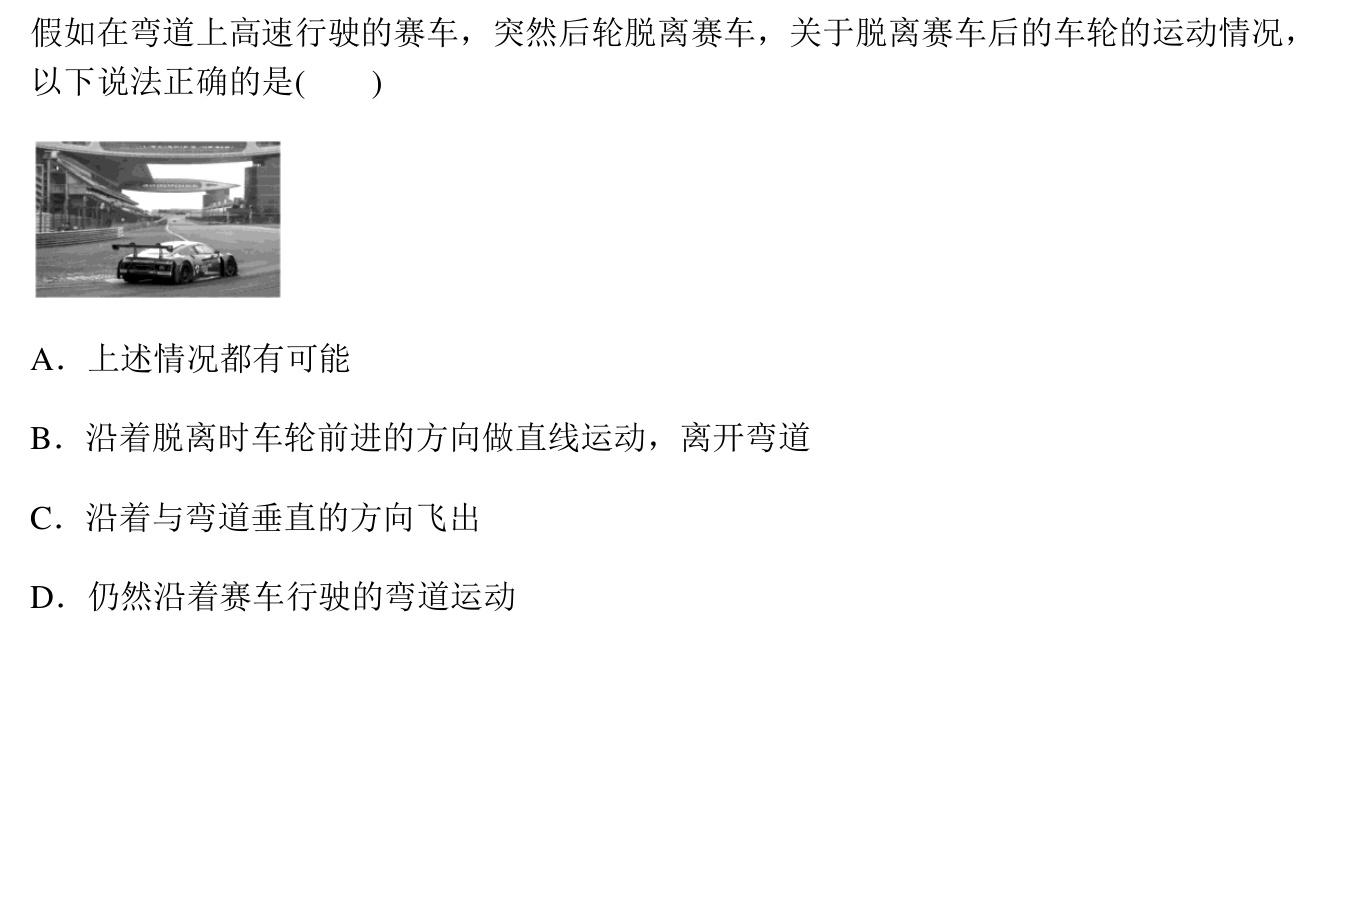 假如在弯道上高速行驶的赛车，突然后轮脱离赛车，关于脱离赛车后的车轮的运动情况，
以下说法正确的是(　　)
A．上述情况都有可能
B．沿着脱离时车轮前进的方向做直线运动，离开弯道
C．沿着与弯道垂直的方向飞出
D．仍然沿着赛车行驶的弯道运动